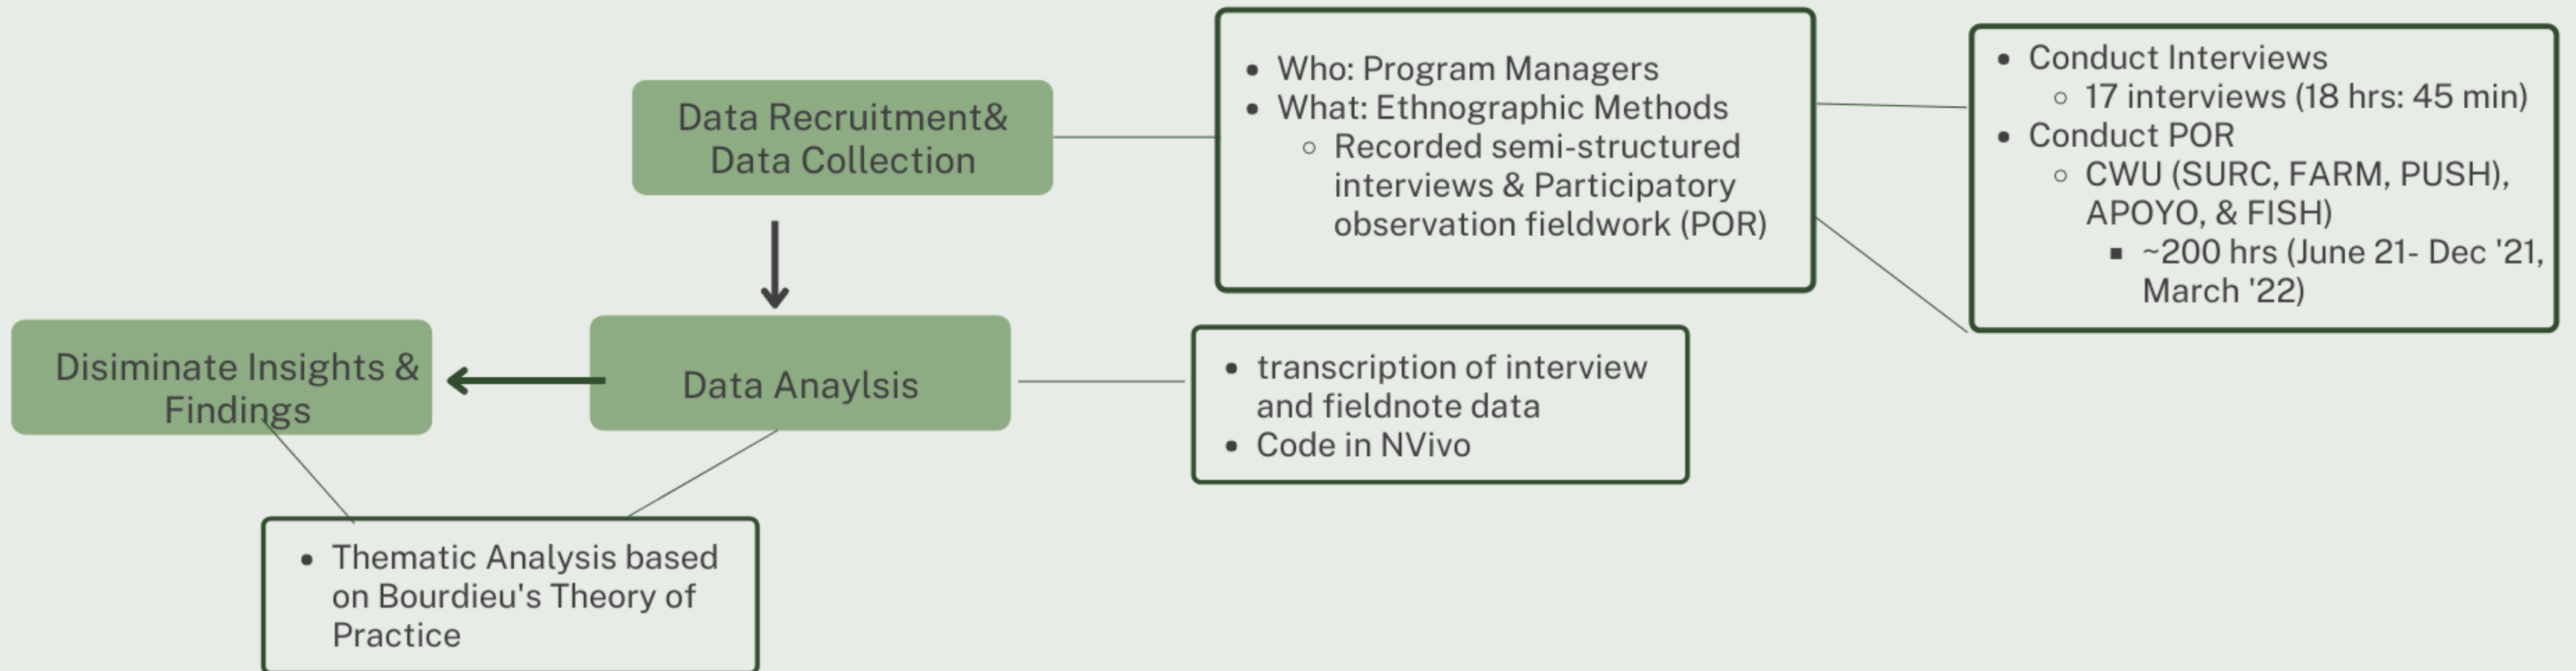 Data Recruitment&
Data Collection
• Who: Program Managers
• What: Ethnographic Methods
○ Recorded semi-structured
interviews & Participatory
observation fieldwork (POR)
• Conduct Interviews
○ 17 interviews (18 hrs: 45 min)
• Conduct POR
○ CWU (SURC, FARM, PUSH),
APOYO, & FISH)
▪ ~200 hrs (June 21- Dec '21,
March '22)
Data Anaylsis
• transcription of interview
and fieldnote data
• Code in NVivo
Disiminate Insights &
Findings
• Thematic Analysis based
on Bourdieu's Theory of
Practice